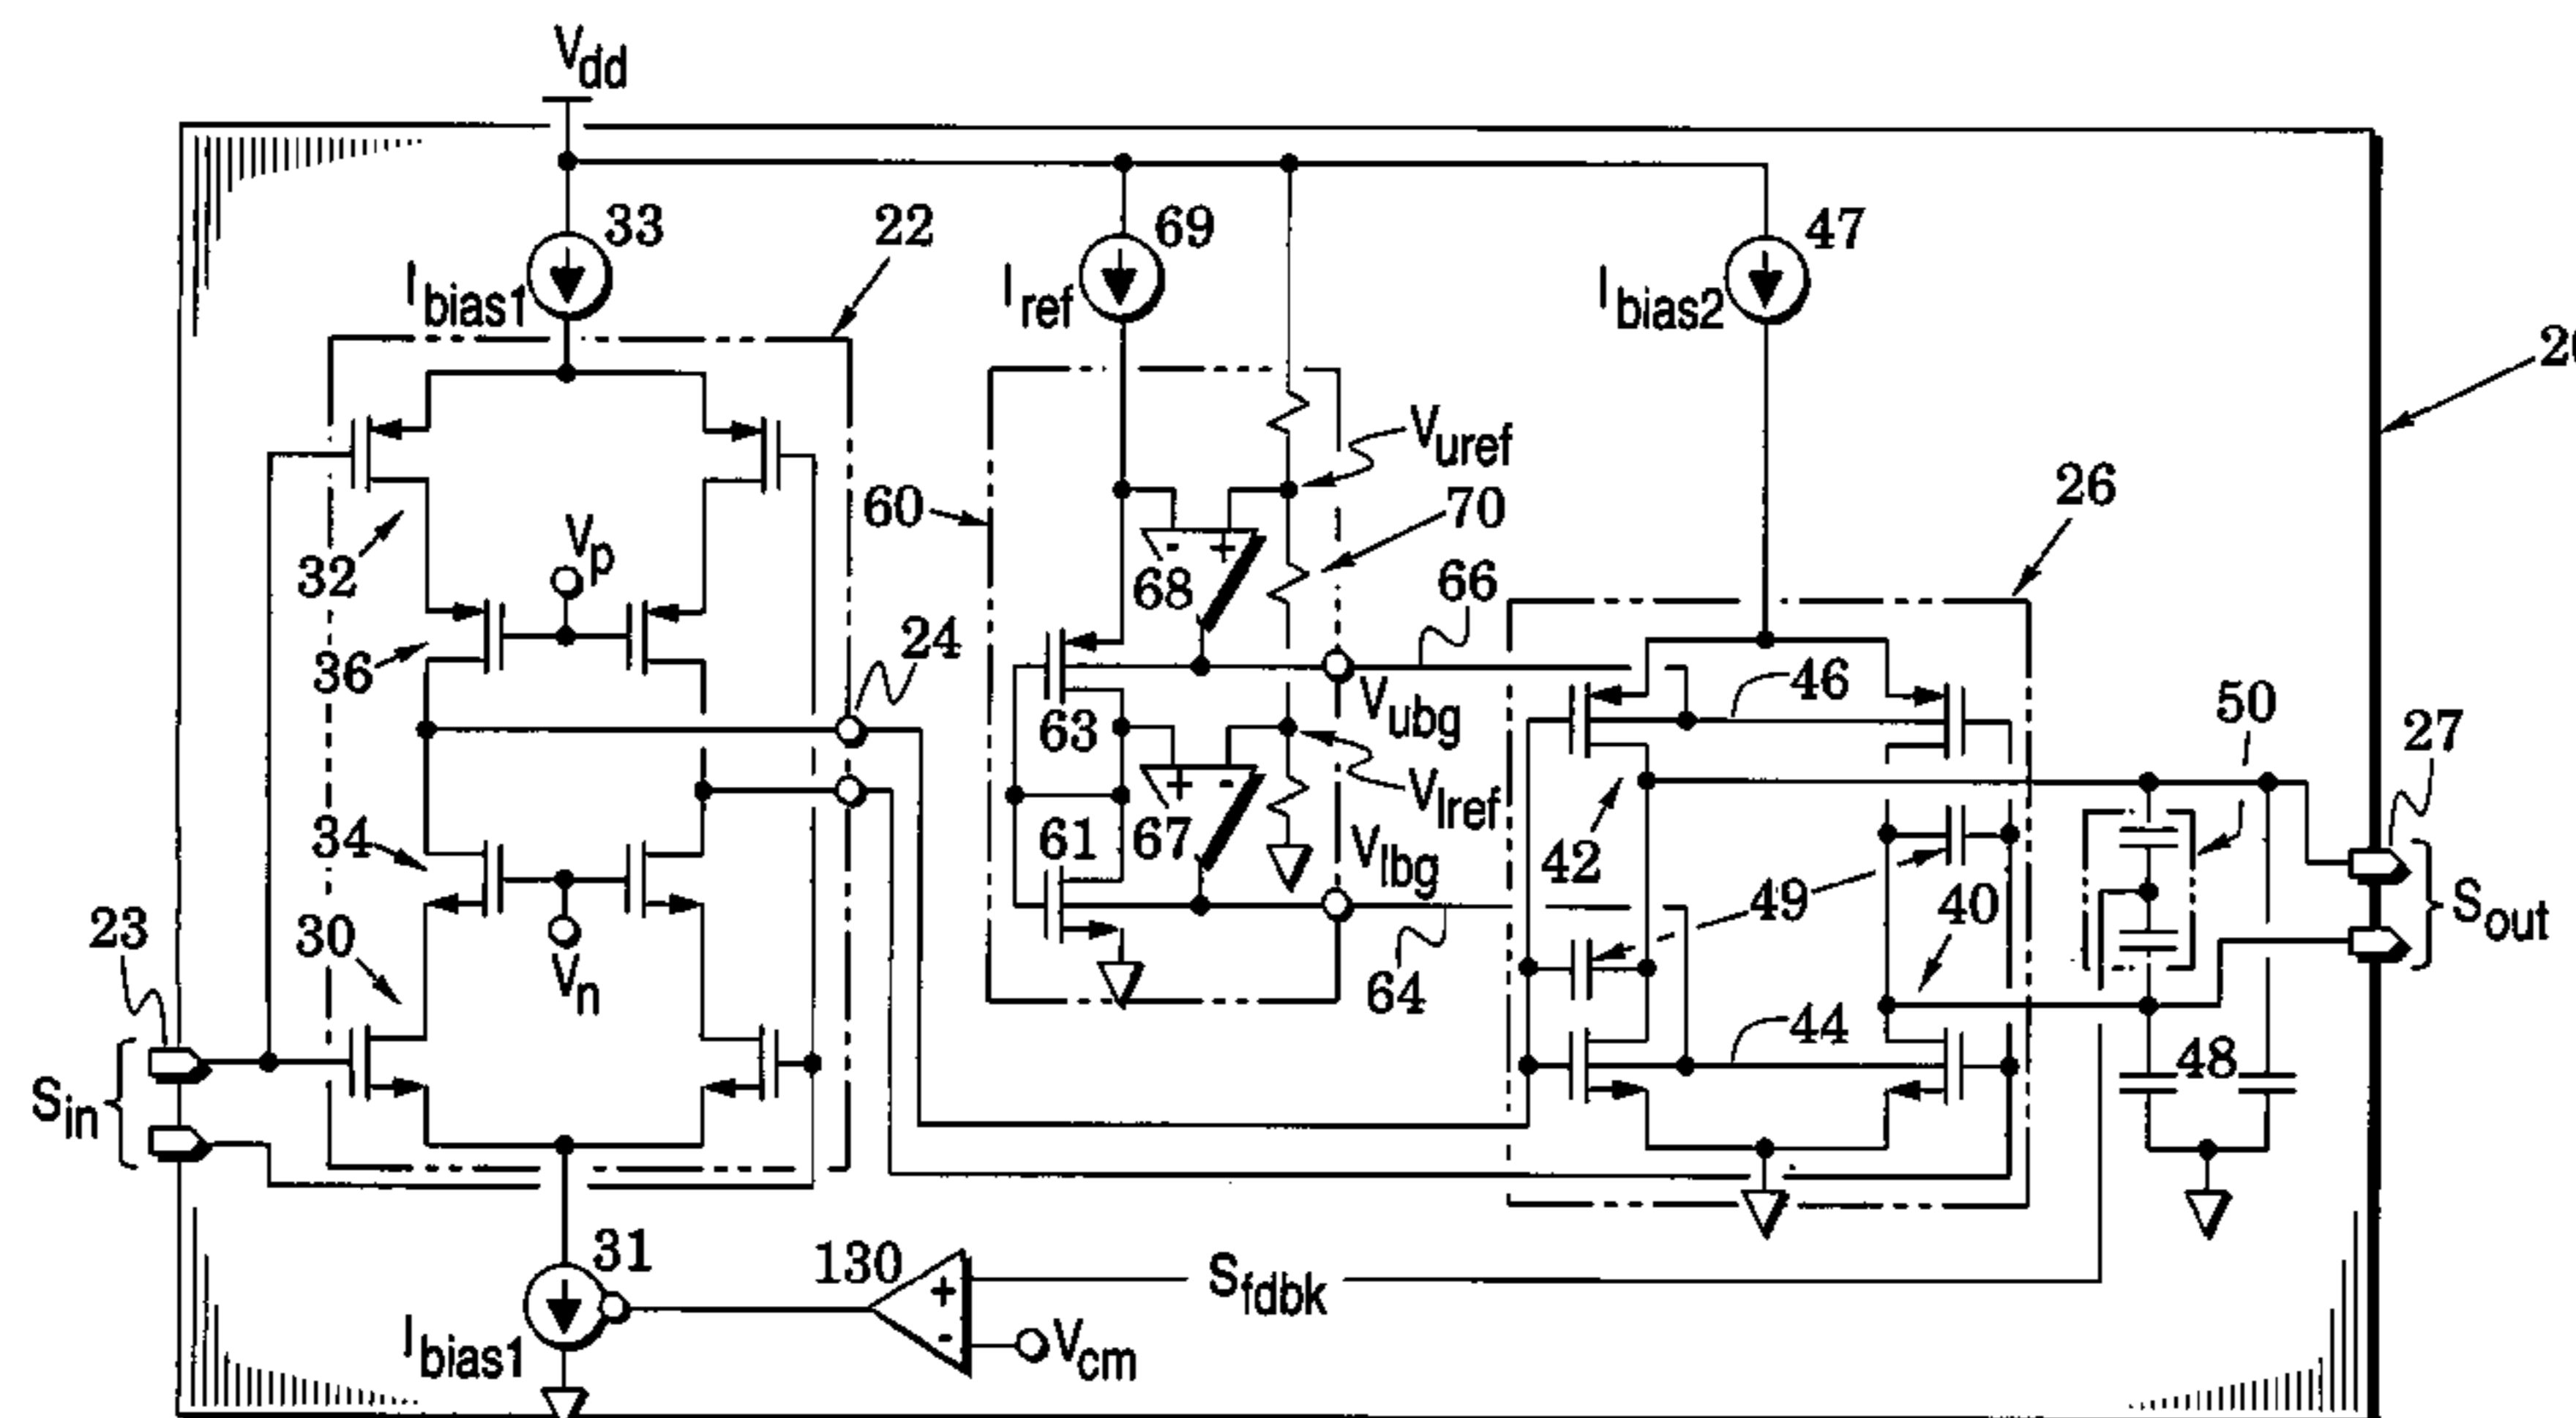 Vdd
33
22
69
47
Ibias1
Iref
Ibias2
Vuref
26
60
70
Vp
32
- +
68
66
24
36
46
50
27
Vubg
63
Vlref
34
61
+ -
67
Vlbg
42
49
40
Sout
23
30
Vn
64
44
48
Sin
31
130
+
Sfdbk
-
Vcm
Ibias1